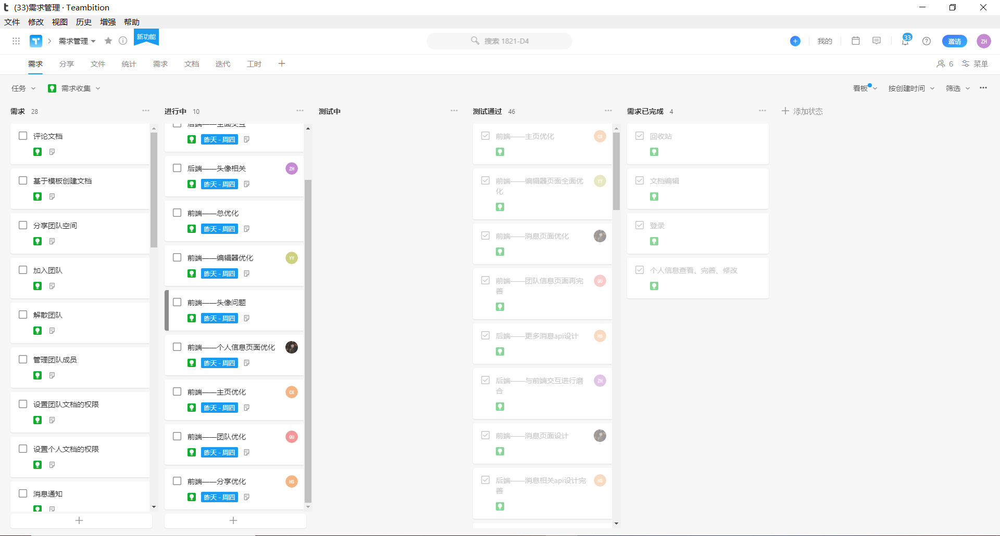 (33)需求管理 · Teambition
文件 修改 视图 历史 增强 帮助
需求管理
新功能
搜索 1821-D4
我的
33
邀请
ZH
需求 分享 文件 统计 需求 文档 迭代 工时
6
菜单
任务
需求收集
看板
按创建时间
筛选
需求 28
评论文档
基于模板创建文档
分享团队空间
加入团队
解散团队
管理团队成员
设置团队文档的权限
设置个人文档的权限
消息通知
进行中 10
昨天 - 周四
后端——头像相关
ZH
昨天 - 周四
前端——总优化
昨天 - 周四
前端——编辑器优化
YY
昨天 - 周四
前端——头像问题
昨天 - 周四
前端——个人信息页面优化
昨天 - 周四
前端——主页优化
CX
昨天 - 周四
前端——团队优化
QU
昨天 - 周四
前端——分享优化
HS
昨天 - 周四
测试中
测试通过 46
前端——主页优化
CX
前端——编辑器页面全面优
化
YY
前端——消息页面优化
前端——团队信息页面再完
善
QU
后端——更多消息api设计
HS
后端——与前端交互进行磨
合
ZH
前端——消息页面设计
后端——消息相关api设计完
善
HS
需求已完成 4
回收站
文档编辑
登录
个人信息查看、完善、修改
添加状态